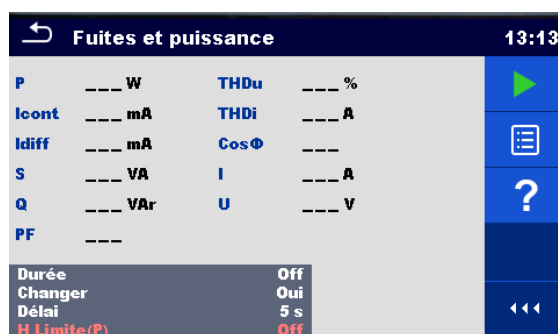 Fuites et puissance 13:13
P ___ W THDu ___ %
Icont ___ mA THDi ___ A
Idiff ___ mA CosΦ ___
S ___ VA I ___ A
Q ___ VAr U ___ V
PF ___
Durée Off
Changer Oui
Délai 5 s
H Limite(P) Off
?